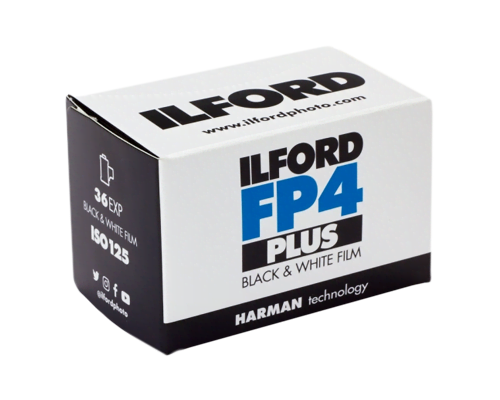 ILFORD
www.ilfordphoto.com
ILFORD
FP4
PLUS
BLACK & WHITE FILM
HARMAN technology
36 EXP
BLACK & WHITE FILM
ISO 125
@ilfordphoto